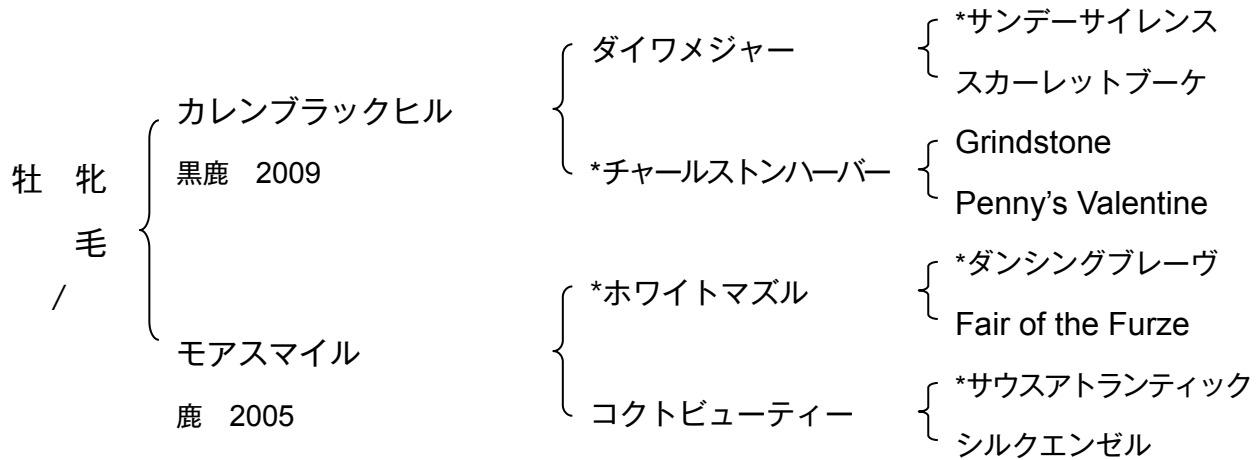 *サンデーサイレンス
ダイワメジャー
スカーレットブーケ
カレンブラックヒル
Grindstone
牡 牝
黒鹿 2009
*チャールストンハーバー
Penny's Valentine
毛
*ダンシングブレーヴ
/
*ホワイトマズル
Fair of the Furze
モアスマイル
*サウスアトランティック
鹿 2005
コクトビューティー
シルクエンゼル